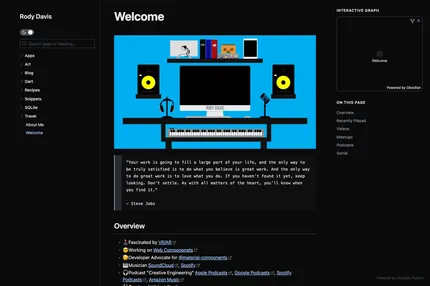 Rody Davis
Search page or heading...
Apps
Art
Blog
Dart
Recipes
Snippets
SQLite
Travel
About Me
Welcome
Welcome
RODY DAVIS
"Your work is going to fill a large part of your life, and the only way
to be truly satisfied is to do what you believe is great work. And the only
way to do great work is to love what you do. If you haven't found it yet, keep
looking. Don't settle. As with all matters of the heart, you'll know when
you find it."
— Steve Jobs
Overview
Fascinated by VR/AR
Working on Web Components
Developer Advocate for @material-components
Musician SoundCloud, Spotify
Podcast "Creative Engineering" Apple Podcasts, Google Podcasts, Spotify
Podcasts, Amazon Music
INTERACTIVE GRAPH
Welcome
Powered by Obsidian
ON THIS PAGE
Overview
Recently Played
Videos
Meetups
Podcasts
Social
Powered by Obsidian Publish